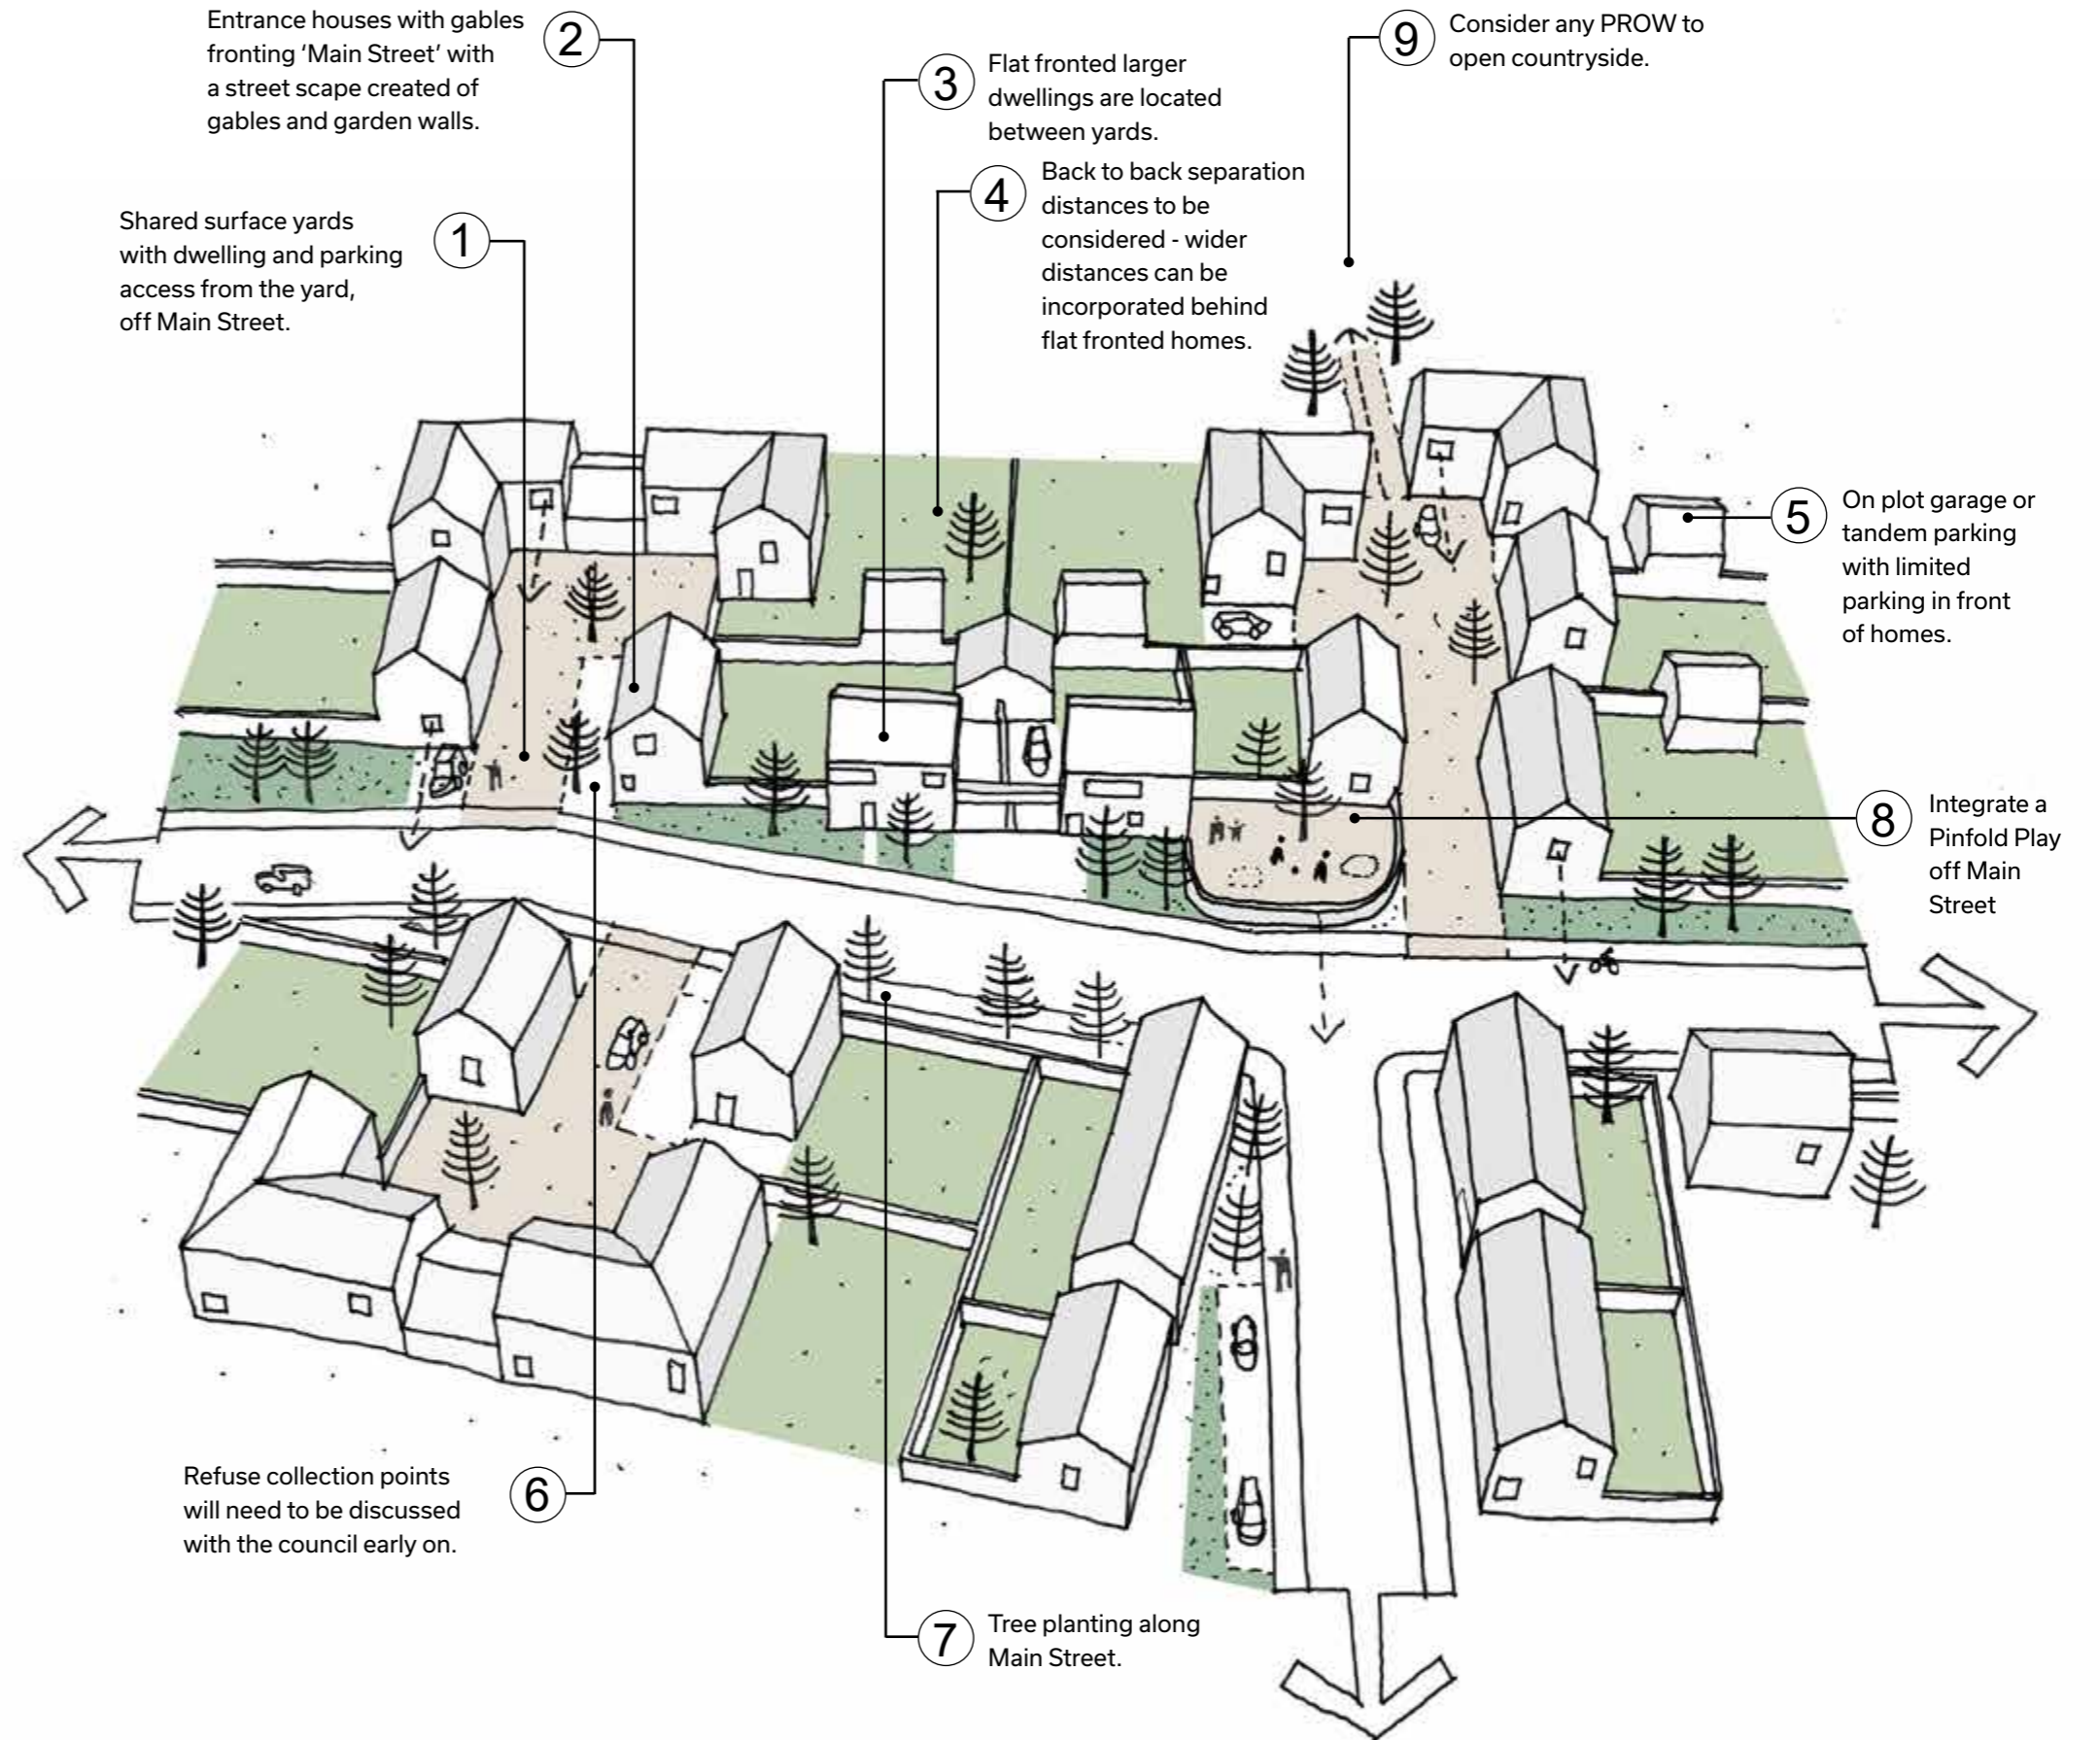 2
Entrance houses with gables
fronting ‘Main Street’ with
a street scape created of
gables and garden walls.
9
Consider any PROW to
open countryside.
3
Flat fronted larger
dwellings are located
between yards.
4
Back to back separation
distances to be
considered - wider
distances can be
incorporated behind
flat fronted homes.
1
Shared surface yards
with dwelling and parking
access from the yard,
off Main Street.
5
On plot garage or
tandem parking
with limited
parking in front
of homes.
8
Integrate a
Pinfold Play
off Main
Street
6
Refuse collection points
will need to be discussed
with the council early on.
7
Tree planting along
Main Street.